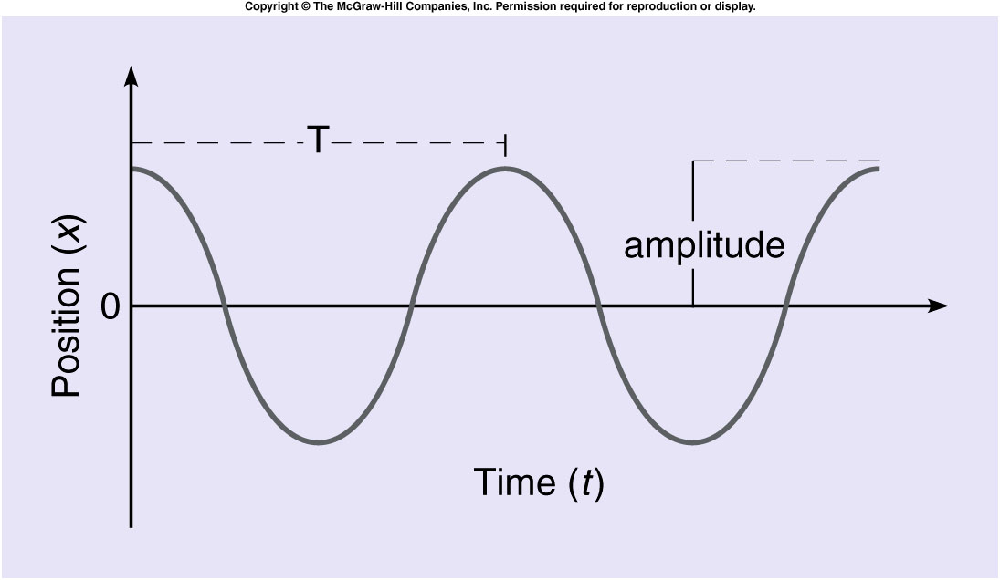 Copyright © The McGraw-Hill Companies, Inc. Permission required for reproduction or display.
T
amplitude
Position (x)
0
Time (t)